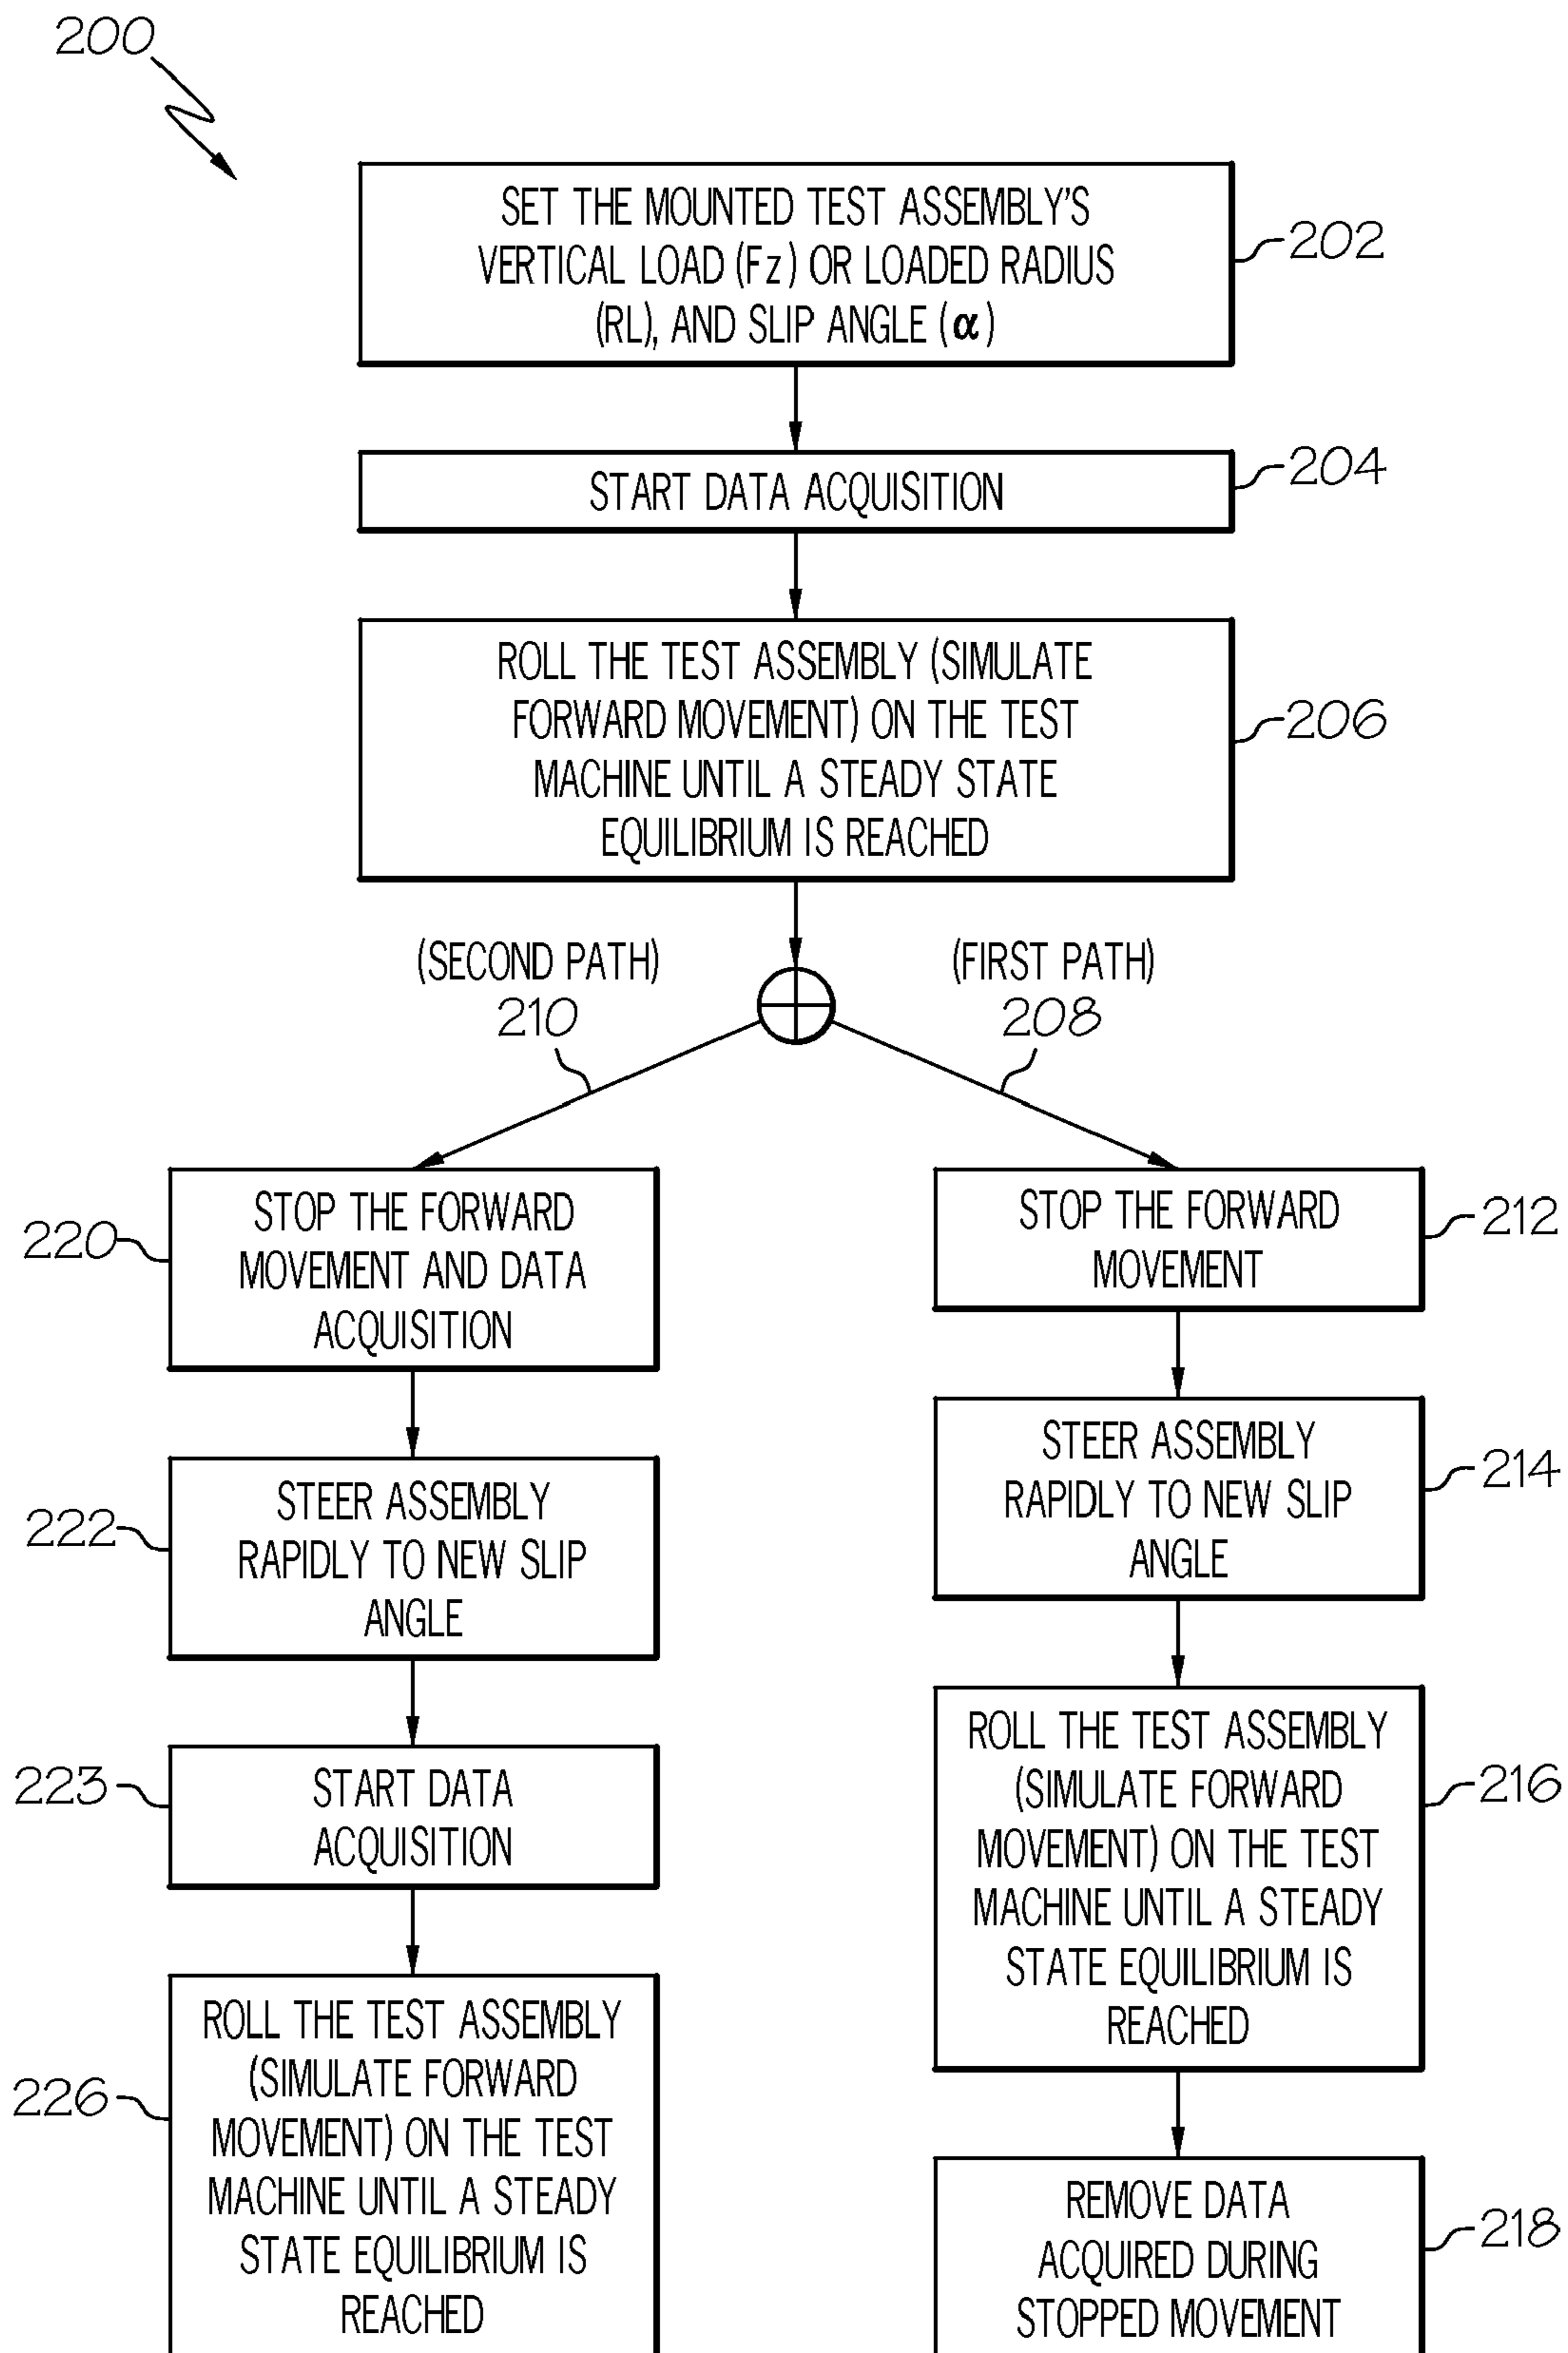 200
SET THE MOUNTED TEST ASSEMBLY'S
VERTICAL LOAD (Fz) OR LOADED RADIUS
(RL), AND SLIP ANGLE (α)
202
START DATA ACQUISITION
204
ROLL THE TEST ASSEMBLY (SIMULATE
FORWARD MOVEMENT) ON THE TEST
MACHINE UNTIL A STEADY STATE
EQUILIBRIUM IS REACHED
206
(SECOND PATH)
210
(FIRST PATH)
208
STOP THE FORWARD
MOVEMENT AND DATA
ACQUISITION
220
STEER ASSEMBLY
RAPIDLY TO NEW SLIP
ANGLE
222
START DATA
ACQUISITION
223
ROLL THE TEST ASSEMBLY
(SIMULATE FORWARD
MOVEMENT) ON THE TEST
MACHINE UNTIL A STEADY
STATE EQUILIBRIUM IS
REACHED
226
STOP THE FORWARD
MOVEMENT
212
STEER ASSEMBLY
RAPIDLY TO NEW SLIP
ANGLE
214
ROLL THE TEST ASSEMBLY
(SIMULATE FORWARD
MOVEMENT) ON THE TEST
MACHINE UNTIL A STEADY
STATE EQUILIBRIUM IS
REACHED
216
REMOVE DATA
ACQUIRED DURING
STOPPED MOVEMENT
218